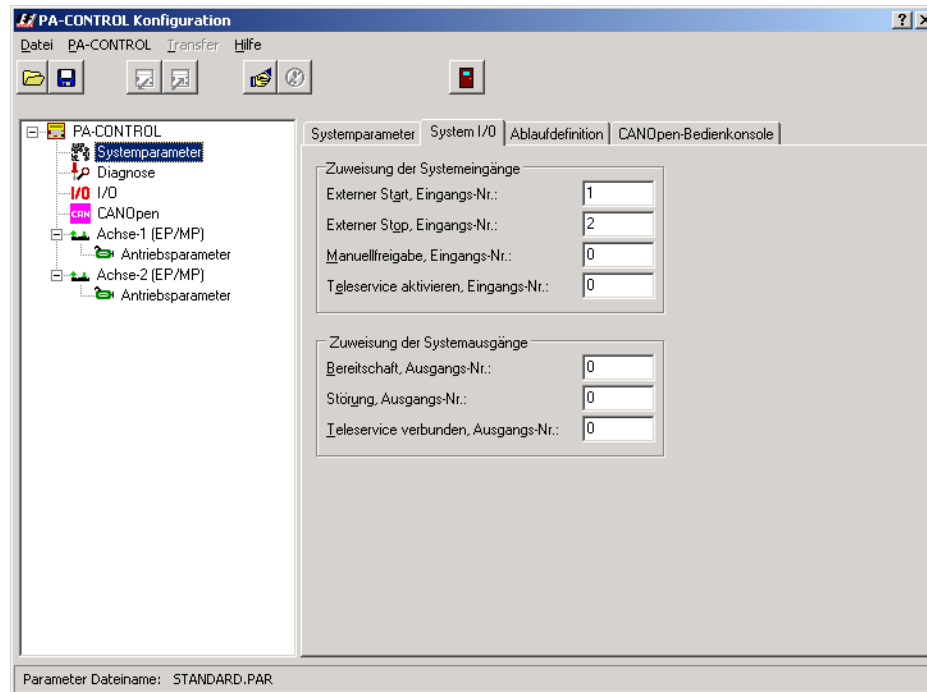 PA-CONTROL Konfiguration
Datei PA-CONTROL Transfer Hilfe
PA-CONTROL
Systemparameter
Diagnose
I/O I/O
CAN CANOpen
Achse-1 (EP/MP)
Antriebsparameter
Achse-2 (EP/MP)
Antriebsparameter
Systemparameter System I/O Ablaufdefinition CANOpen-Bedienkonsole
Zuweisung der Systemeingänge
Externer Start, Eingangs-Nr.: 1
Externer Stop, Eingangs-Nr.: 2
Manuellfreigabe, Eingangs-Nr.: 0
Teleservice aktivieren, Eingangs-Nr.: 0
Zuweisung der Systemausgänge
Bereitschaft, Ausgangs-Nr.: 0
Störung, Ausgangs-Nr.: 0
Teleservice verbunden, Ausgangs-Nr.: 0
Parameter Dateiname: STANDARD.PAR